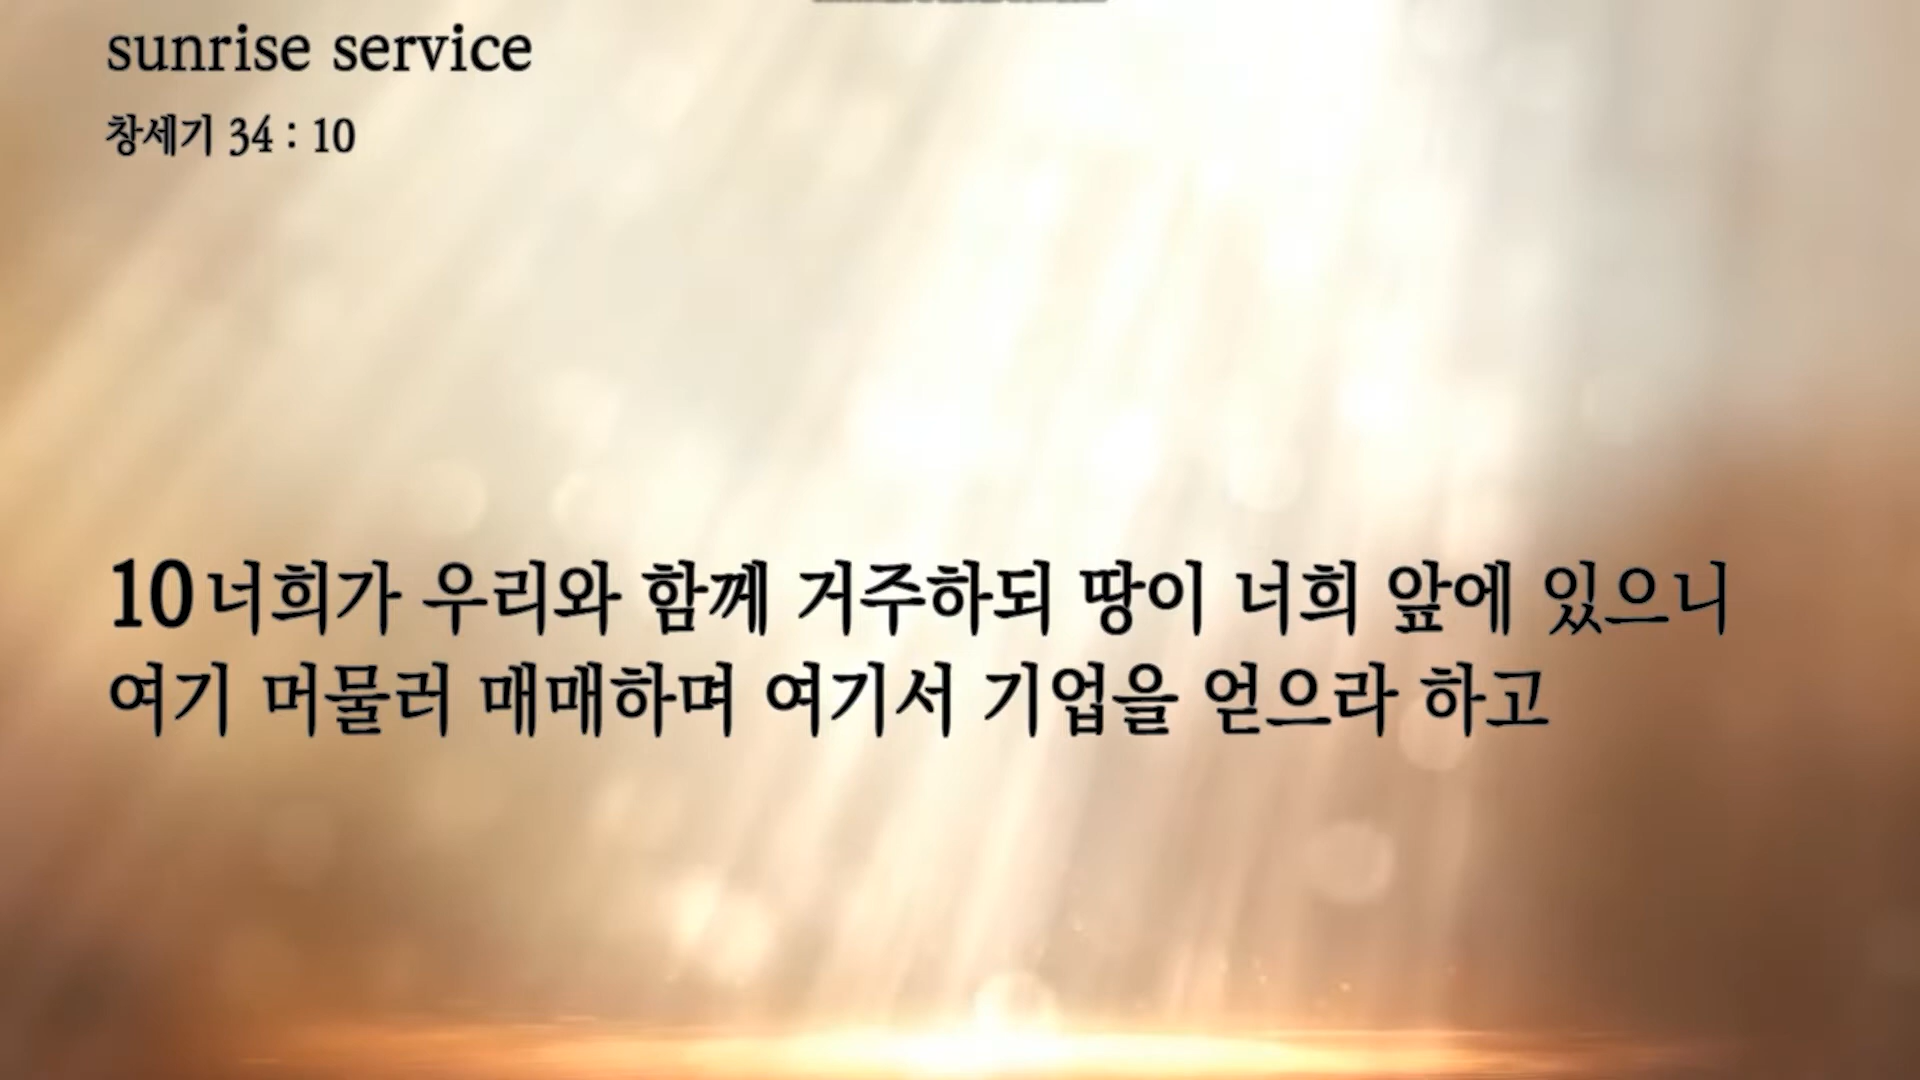 sunrise service
창세기 34 : 10
10 너희가 우리와 함께 거주하되 땅이 너희 앞에 있으니
여기 머물러 매매하며 여기서 기업을 얻으라 하고